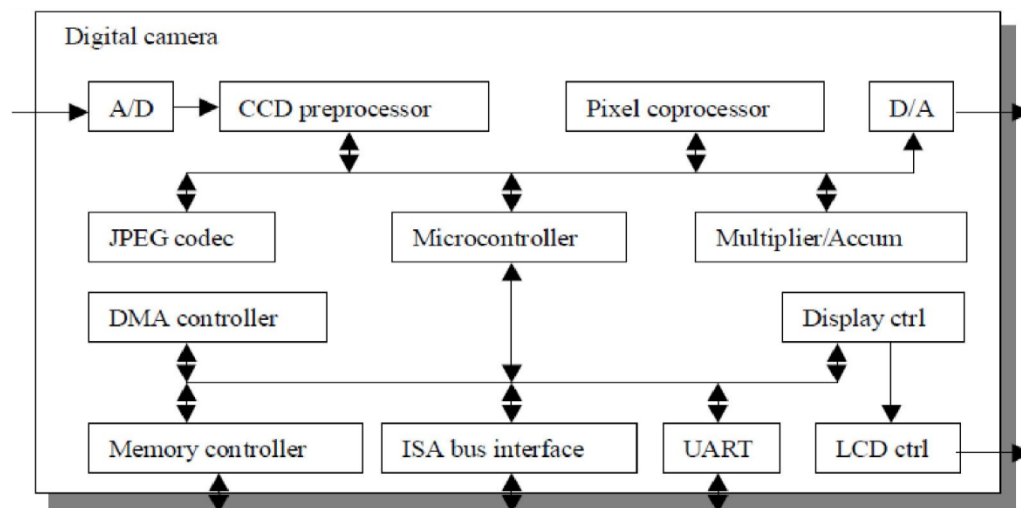 Digital camera
A/D
CCD preprocessor
Pixel coprocessor
D/A
JPEG codec
Microcontroller
Multiplier/Accum
DMA controller
Display ctrl
Memory controller
ISA bus interface
UART
LCD ctrl